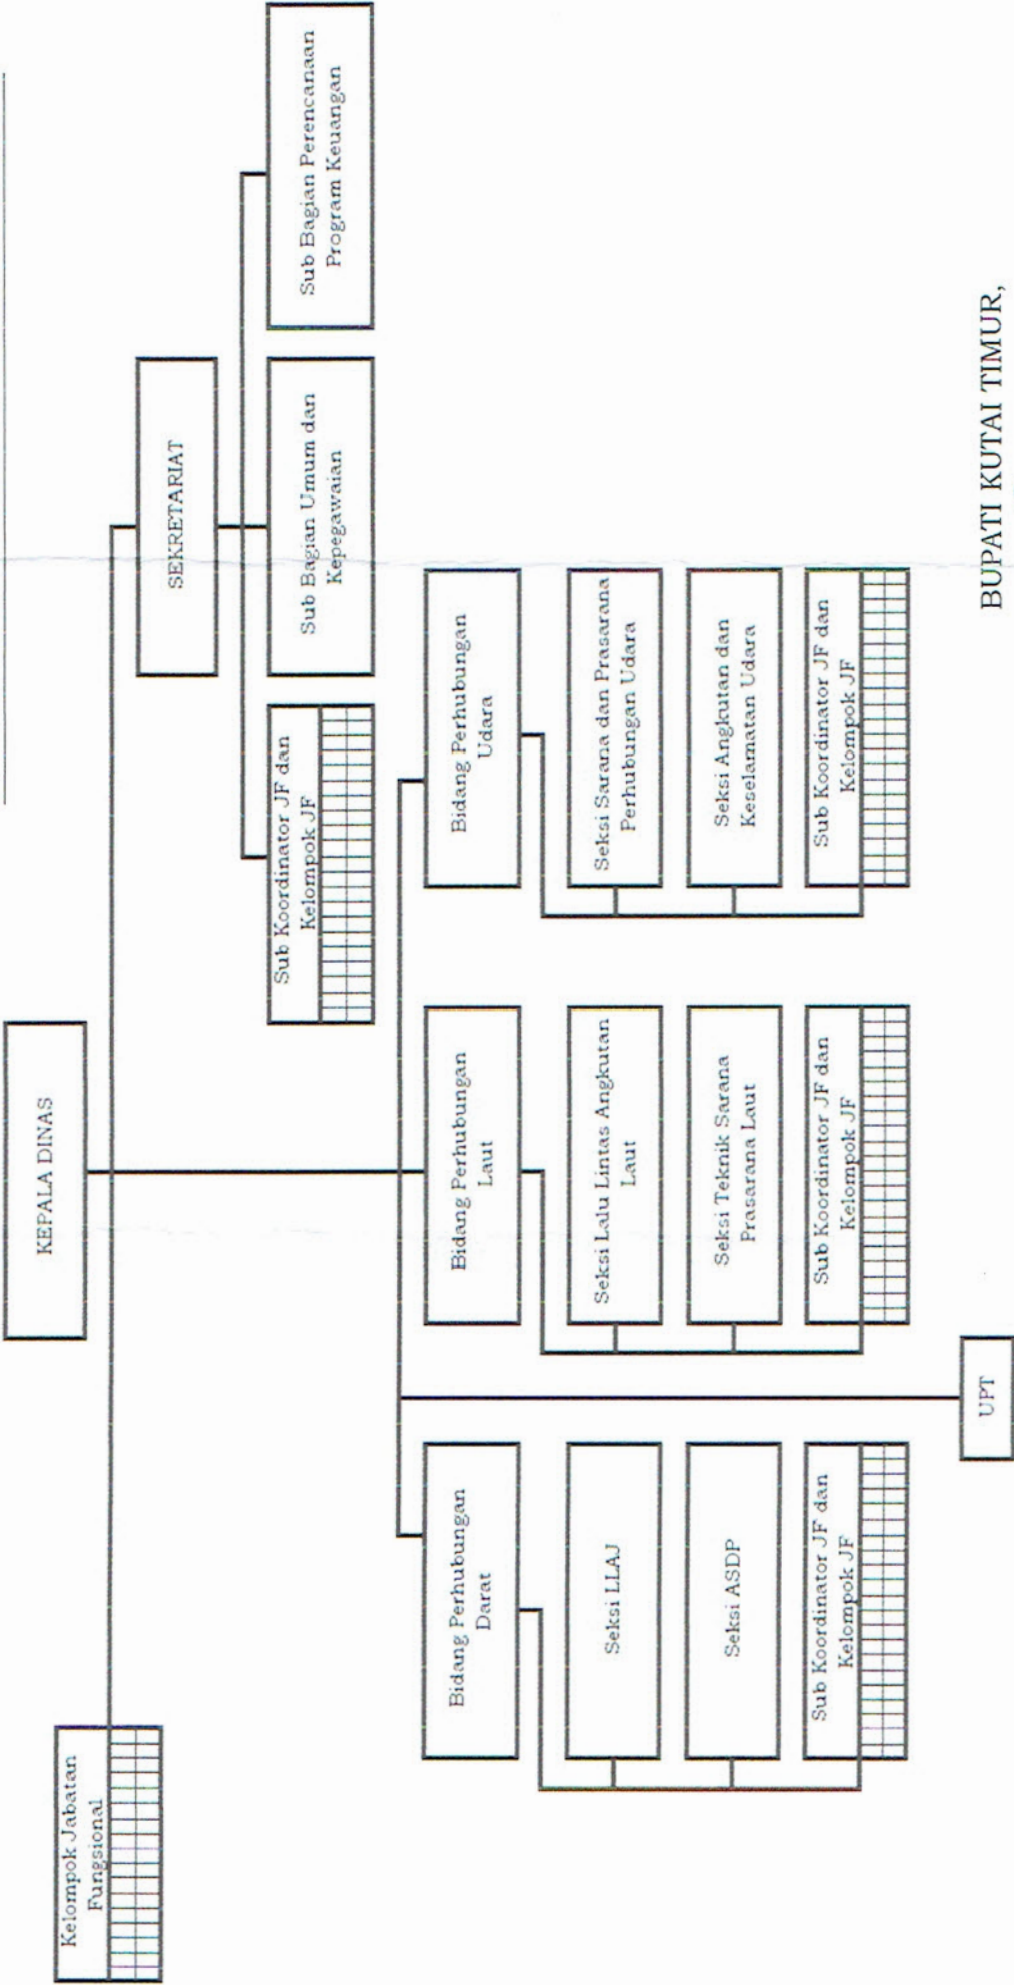 KEPALA DINAS
Kelompok Jabatan
Fungsional
SEKRETARIAT
Sub Koordinator JF dan
Kelompok JF
Sub Bagian Umum dan
Kepegawaian
Sub Bagian Perencanaan
Program Keuangan
Bidang Perhubungan
Darat
Seksi LLAJ
Seksi ASDP
Sub Koordinator JF dan
Kelompok JF
Bidang Perhubungan
Laut
Seksi Lalu Lintas Angkutan
Laut
Seksi Teknik Sarana
Prasarana Laut
Sub Koordinator JF dan
Kelompok JF
Bidang Perhubungan
Udara
Seksi Sarana dan Prasarana
Perhubungan Udara
Seksi Angkutan dan
Keselamatan Udara
Sub Koordinator JF dan
Kelompok JF
UPT
BUPATI KUTAI TIMUR,